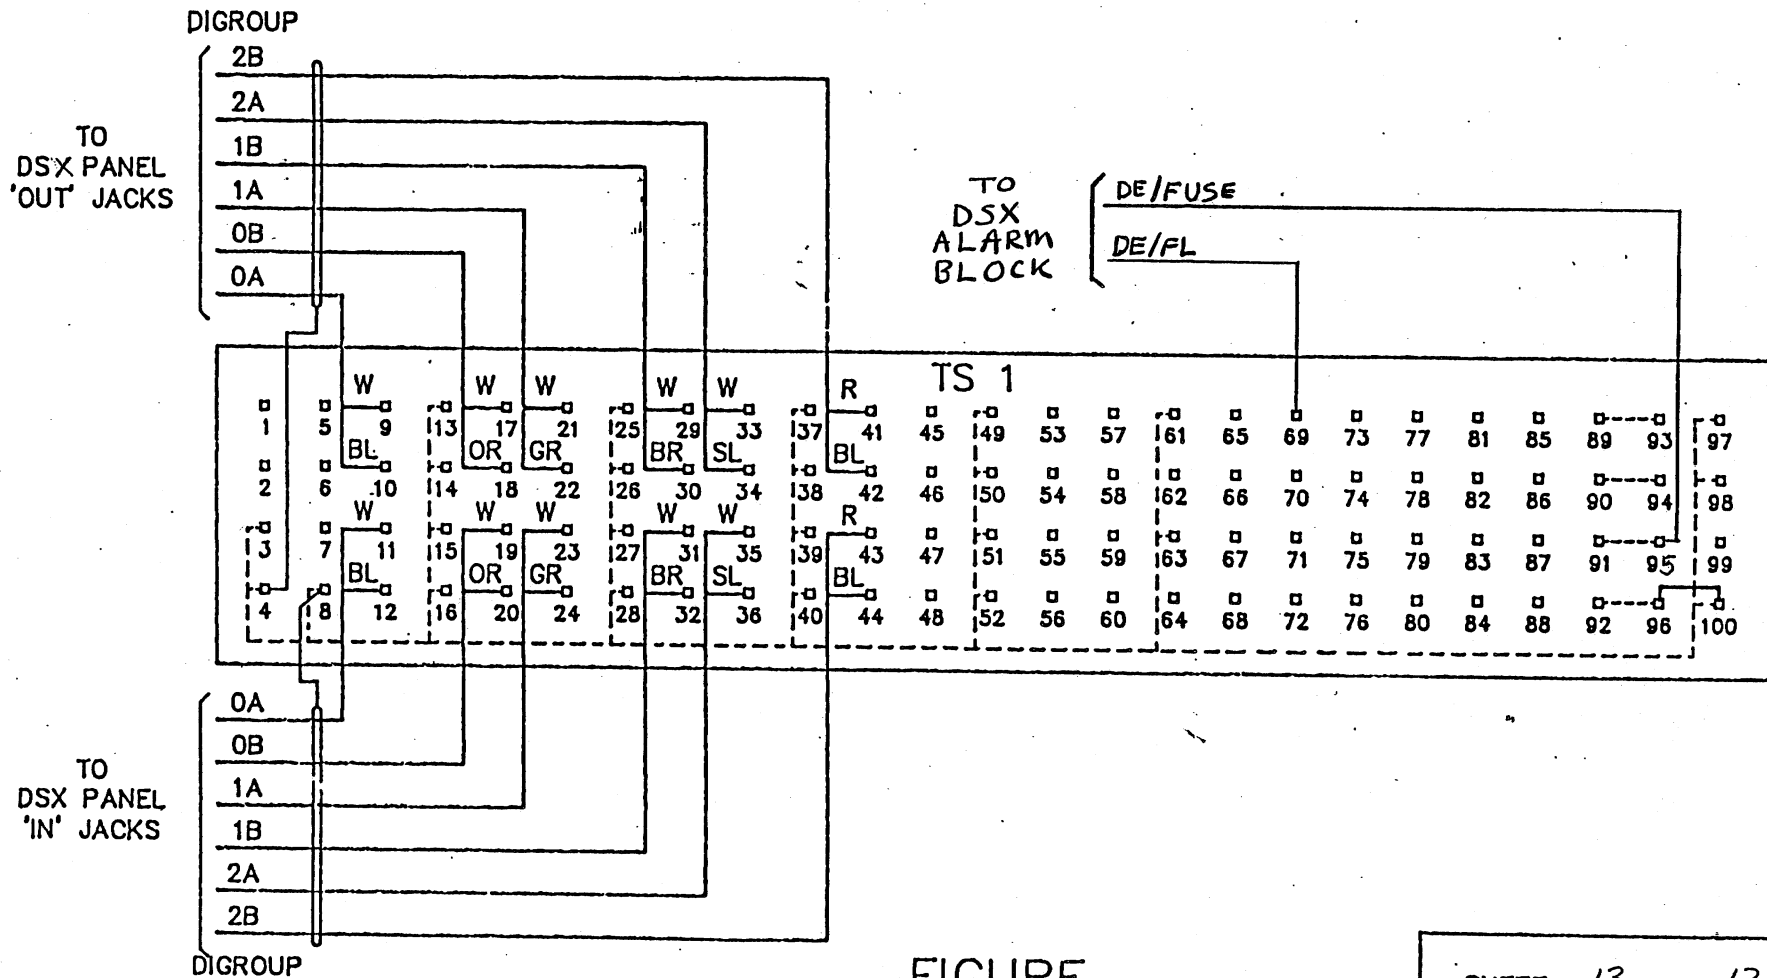 DIGROUP
2B
2A
1B
1A
0B
0A
TO
DSX PANEL
'OUT' JACKS
TO
DSX
ALARM
BLOCK
DE/FUSE
DE/FL
TS 1
W W W W W R
1 5 9 13 17 21 25 29 33 37 41 45 49 53 57 61 65 69 73 77 81 85 89 93 97
BL OR GR BR SL BL
2 6 10 14 18 22 26 30 34 38 42 46 50 54 58 62 66 70 74 78 82 86 90 94 98
W W W W W R
3 7 11 15 19 23 27 31 35 39 43 47 51 55 59 63 67 71 75 79 83 87 91 95 99
BL OR GR BR SL BL
4 8 12 16 20 24 28 32 36 40 44 48 52 56 60 64 68 72 76 80 84 88 92 96 100
0A
0B
1A
1B
2A
2B
TO
DSX PANEL
'IN' JACKS
DIGROUP
FIGURE
13 13